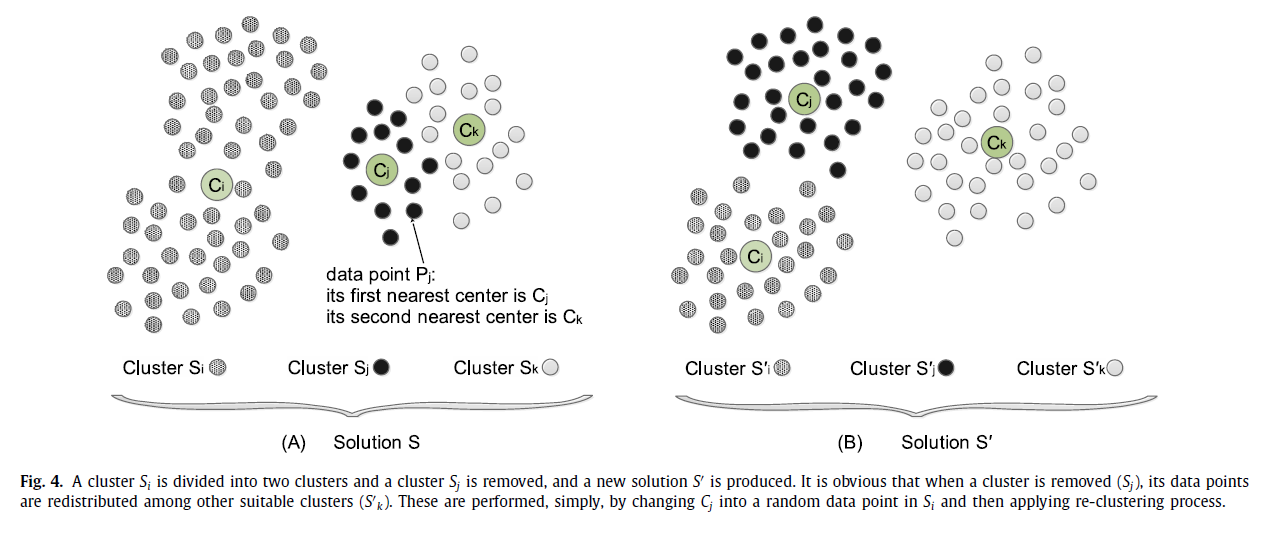 Ci
Cj
Ck
data point Pj:
its first nearest center is Cj
its second nearest center is Ck
Cluster Si
Cluster Sj
Cluster Sk
(A) Solution S
Cj
Ck
Ci
Cluster S′i
Cluster S′j
Cluster S′k
(B) Solution S′
Fig. 4. A cluster Si is divided into two clusters and a cluster Sj is removed, and a new solution S′ is produced. It is obvious that when a cluster is removed (Sj), its data points
are redistributed among other suitable clusters (S′k). These are performed, simply, by changing Cj into a random data point in Si and then applying re-clustering process.